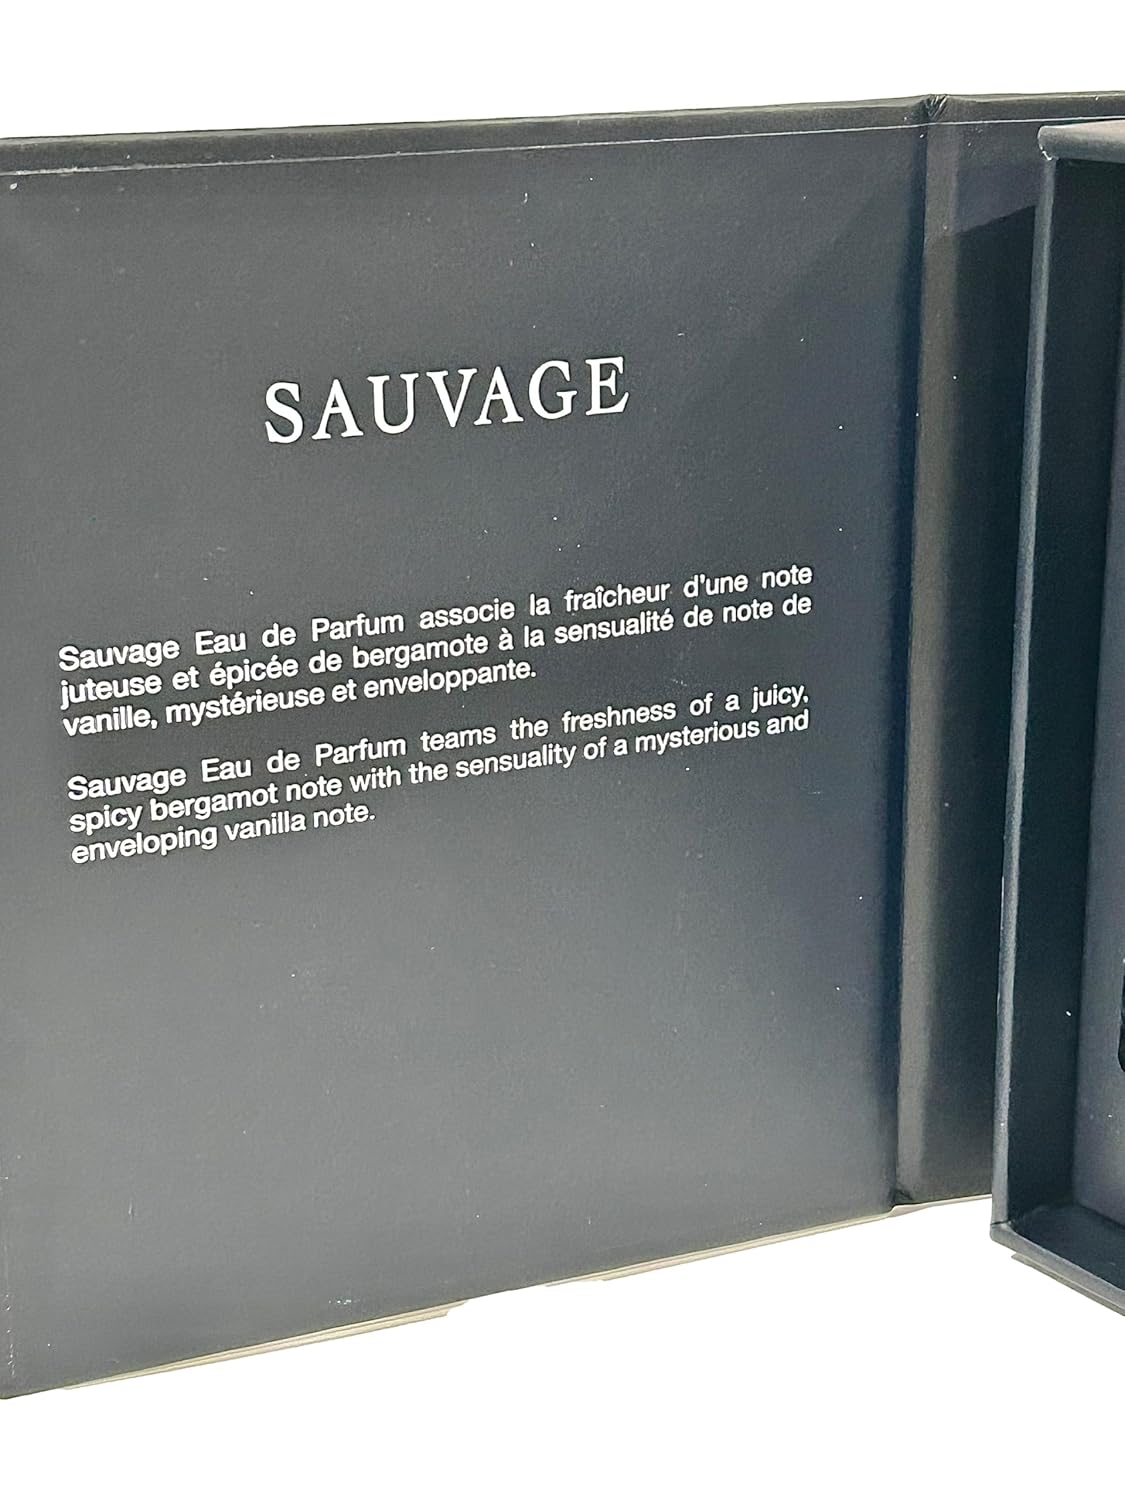 SAUVAGE
Sauvage Eau de Parfum associe la fraîcheur d'une note
juteuse et épicée de bergamote à la sensualité de note de
vanille, mystérieuse et enveloppante.
Sauvage Eau de Parfum teams the freshness of a juicy,
spicy bergamot note with the sensuality of a mysterious and
enveloping vanilla note.